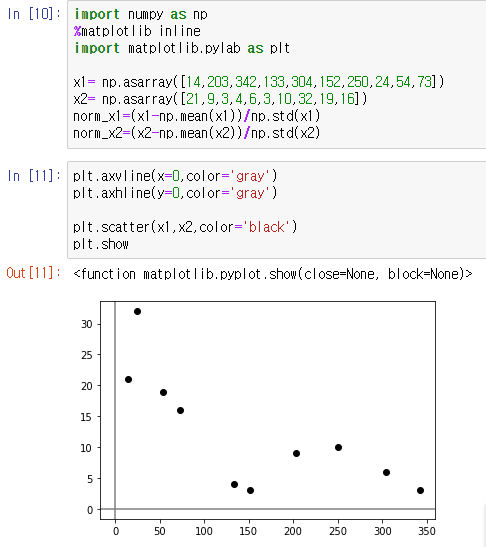 In [10]: import numpy as np
%matplotlib inline
import matplotlib.pylab as plt
x1= np.asarray([14,203,342,133,304,152,250,24,54,73])
x2= np.asarray([21,9,3,4,6,3,10,32,19,16])
norm_x1=(x1-np.mean(x1))/np.std(x1)
norm_x2=(x2-np.mean(x2))/np.std(x2)
In [11]: plt.axvline(x=0,color='gray')
plt.axhline(y=0,color='gray')
plt.scatter(x1,x2,color='black')
plt.show
Out[11]: <function matplotlib.pyplot.show(close=None, block=None)>
30
25
20
15
10
5
0
0 50 100 150 200 250 300 350